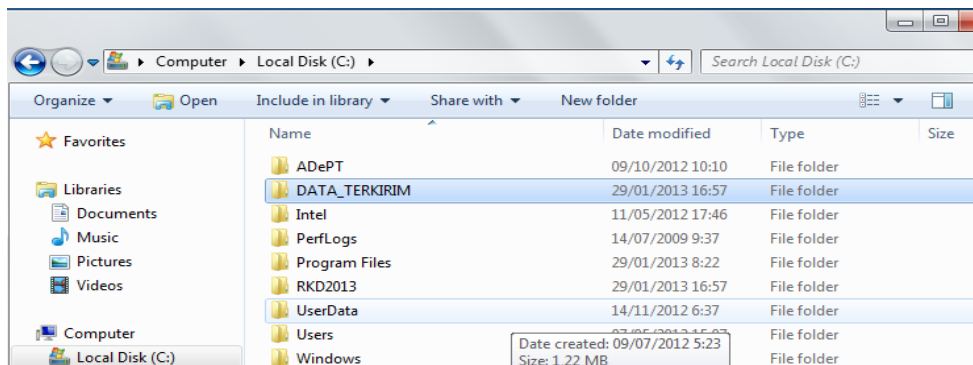 Computer Local Disk (C:) Search Local Disk (C:)
Organize Open Include in library Share with New folder
Name Date modified Type Size
Favorites
ADePT 09/10/2012 10:10 File folder
Libraries DATA_TERKIRIM 29/01/2013 16:57 File folder
Documents Intel 11/05/2012 17:46 File folder
Music PerfLogs 14/07/2009 9:37 File folder
Pictures Program Files 29/01/2013 8:22 File folder
Videos RKD2013 29/01/2013 16:57 File folder
UserData 14/11/2012 6:37 File folder
Computer Users File folder
Date created: 09/07/2012 5:23
Local Disk (C:) Windows File folder
Size: 1.22 MB